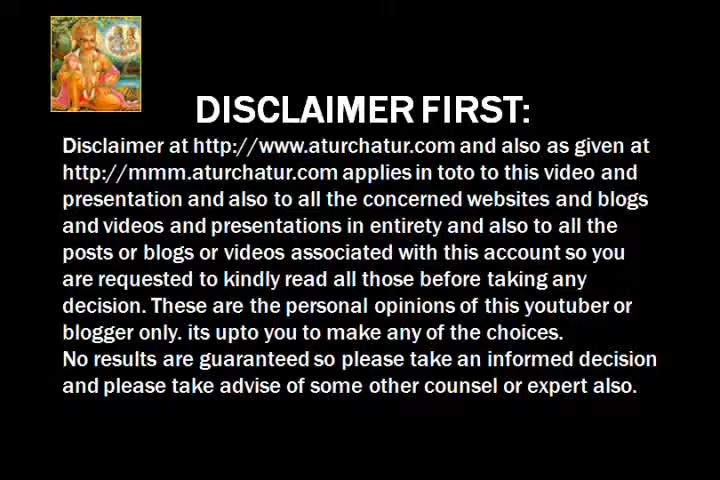 DISCLAIMER FIRST:
Disclaimer at http://www.aturchatur.com and also as given at
http://mmm.aturchatur.com applies in toto to this video and
presentation and also to all the concerned websites and blogs
and videos and presentations in entirety and also to all the
posts or blogs or videos associated with this account so you
are requested to kindly read all those before taking any
decision. These are the personal opinions of this youtuber or
blogger only. its upto you to make any of the choices.
No results are guaranteed so please take an informed decision
and please take advise of some other counsel or expert also.